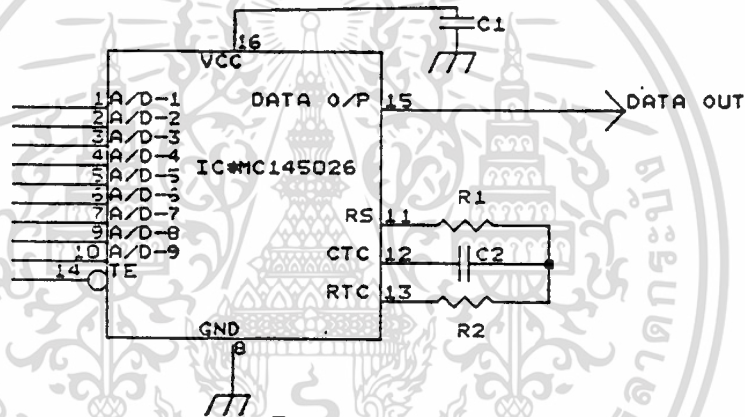 C1
16
VCC
1 A/D-1
DATA O/P 15
DATA OUT
2 A/D-2
3 A/D-3
4 A/D-4
IC*MC145026
5 A/D-5
6 A/D-6
7 A/D-7
R1
9 A/D-8
RS 11
10 A/D-9
CTC 12
C2
14 TE
RTC 13
R2
GND
8